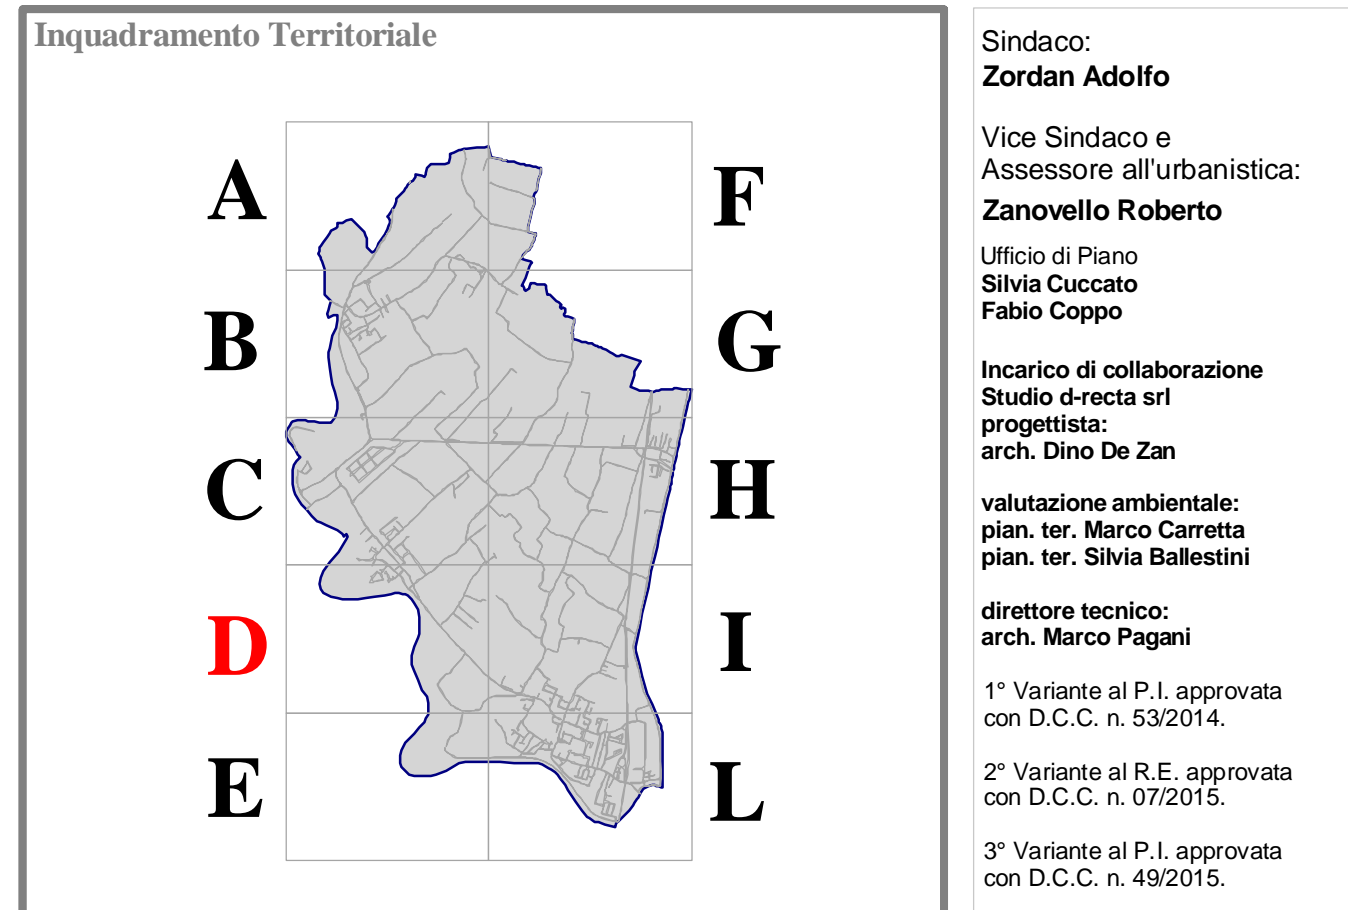 Inquadramento Territoriale
A
F
B
G
C
H
D
I
E
L
Sindaco:
Zordan Adolfo
Vice Sindaco e
Assessore all'urbanistica:
Zanovello Roberto
Ufficio di Piano
Silvia Cuccato
Fabio Coppo
Incarico di collaborazione
Studio d-recta srl
progettista:
arch. Dino De Zan
valutazione ambientale:
pian. ter. Marco Carretta
pian. ter. Silvia Ballestini
direttore tecnico:
arch. Marco Pagani
1° Variante al P.I. approvata
con D.C.C. n. 53/2014.
2° Variante al R.E. approvata
con D.C.C. n. 07/2015.
3° Variante al P.I. approvata
con D.C.C. n. 49/2015.